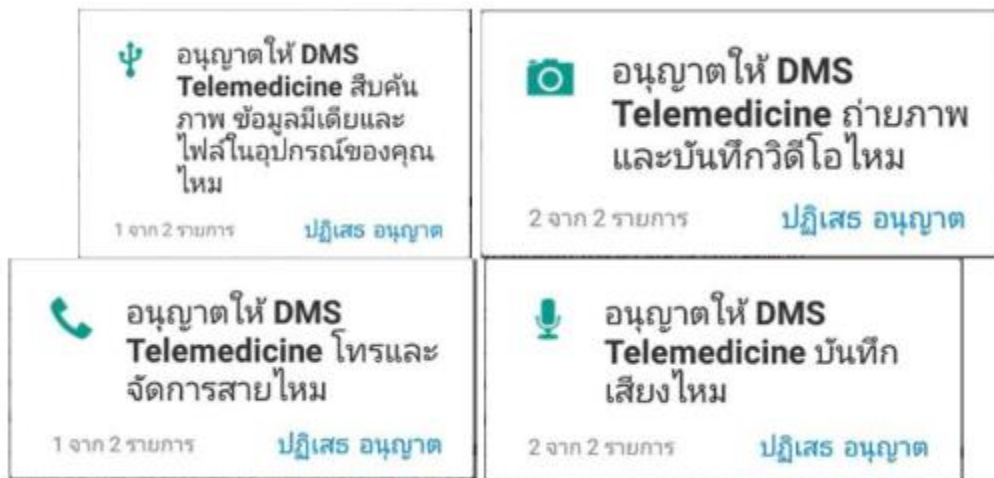 อนุญาตให้ DMS
Telemedicine สืบค้น
ภาพ ข้อมูลมีเดียและ
ไฟล์ในอุปกรณ์ของคุณ
ไหม
1 จาก 2 รายการ ปฏิเสธ อนุญาต
อนุญาตให้ DMS
Telemedicine ถ่ายภาพ
และบันทึกวิดีโอไหม
2 จาก 2 รายการ ปฏิเสธ อนุญาต
อนุญาตให้ DMS
Telemedicine โทรและ
จัดการสายไหม
1 จาก 2 รายการ ปฏิเสธ อนุญาต
อนุญาตให้ DMS
Telemedicine บันทึก
เสียงไหม
2 จาก 2 รายการ ปฏิเสธ อนุญาต